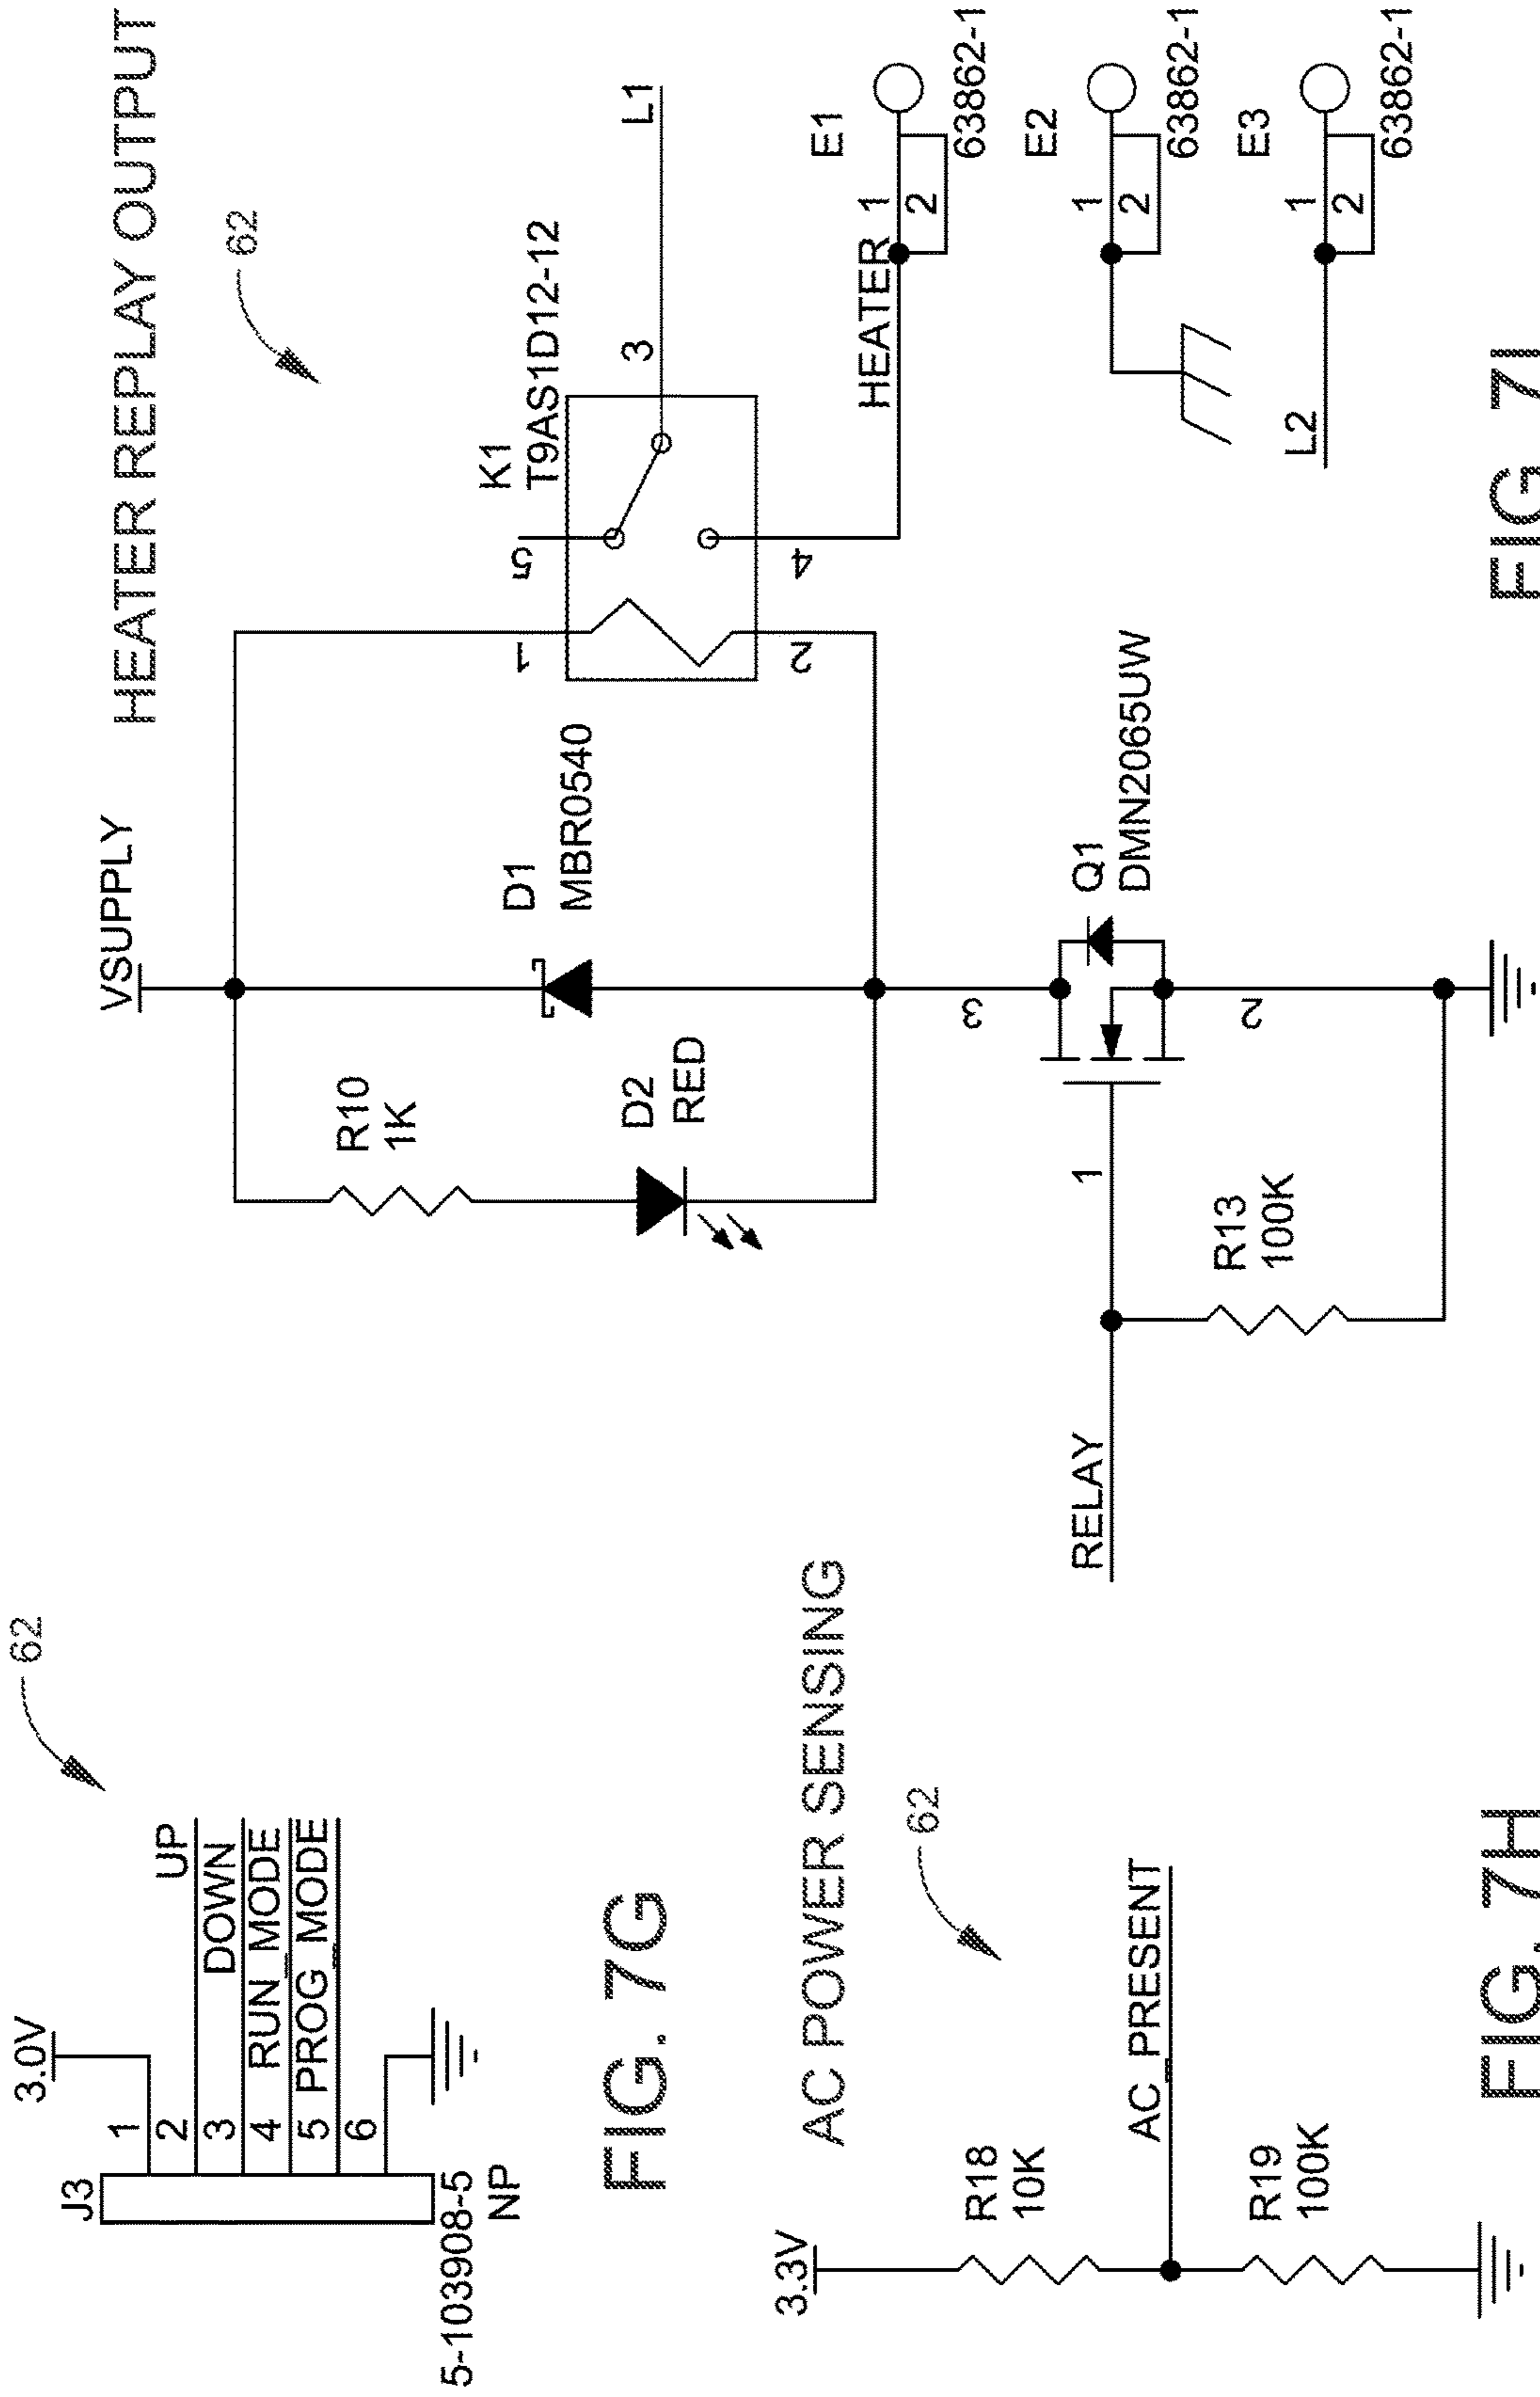 62
3.0V
J3
1
2
3
4
5
6
UP
DOWN
RUN_MODE
PROG_MODE
5-103908-5
NP
FIG. 7G
AC POWER SENSING
62
3.3V
R18
10K
AC_PRESENT
R19
100K
FIG. 7H
HEATER REPLAY OUTPUT
62
VSUPPLY
R10
1K
D2
RED
D1
MBR0540
K1
T9AS1D12-12
5
1
3
L1
2
4
HEATER
E1
1
2
63862-1
E2
1
2
63862-1
L2
E3
1
2
63862-1
3
Q1
DMN2065UW
1
2
RELAY
R13
100K
FIG. 7I